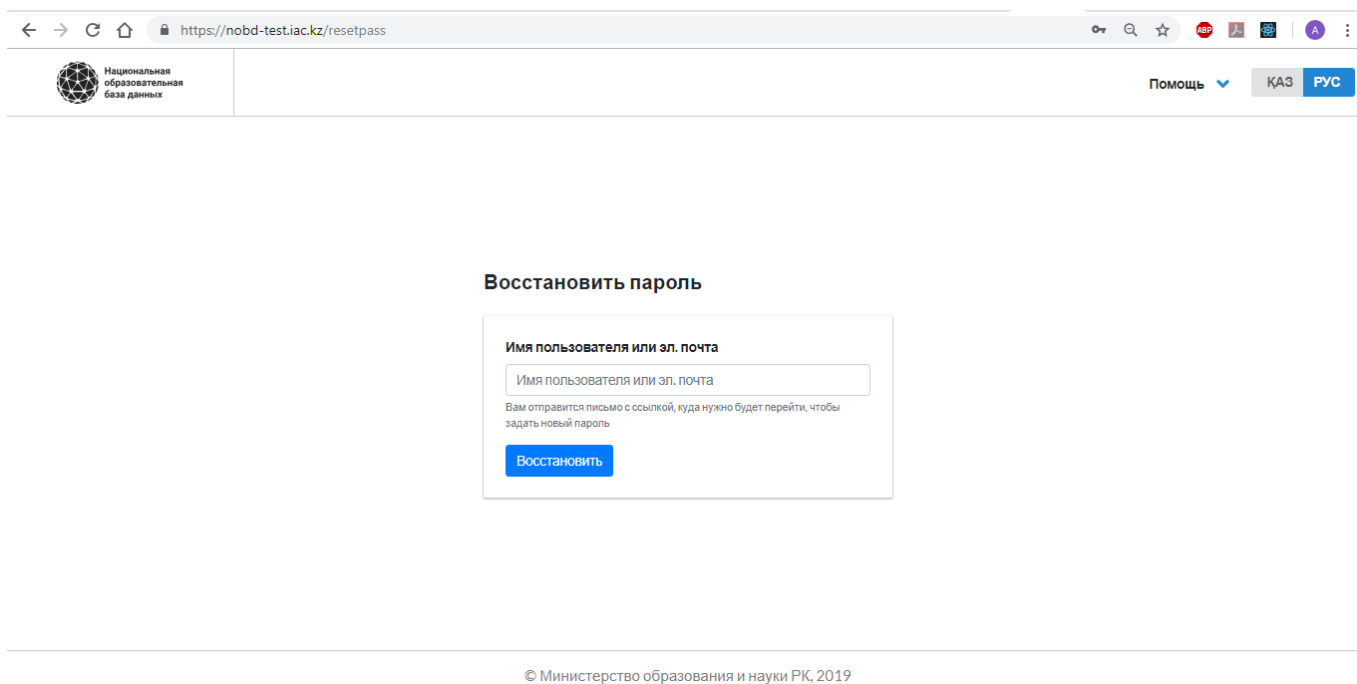 https://nobd-test.iac.kz/resetpass
ABP
A
Национальная
образовательная
база данных
Помощь
ҚАЗ РУС
Восстановить пароль
Имя пользователя или эл. почта
Имя пользователя или эл. почта
Вам отправится письмо с ссылкой, куда нужно будет перейти, чтобы
задать новый пароль
Восстановить
© Министерство образования и науки РК, 2019